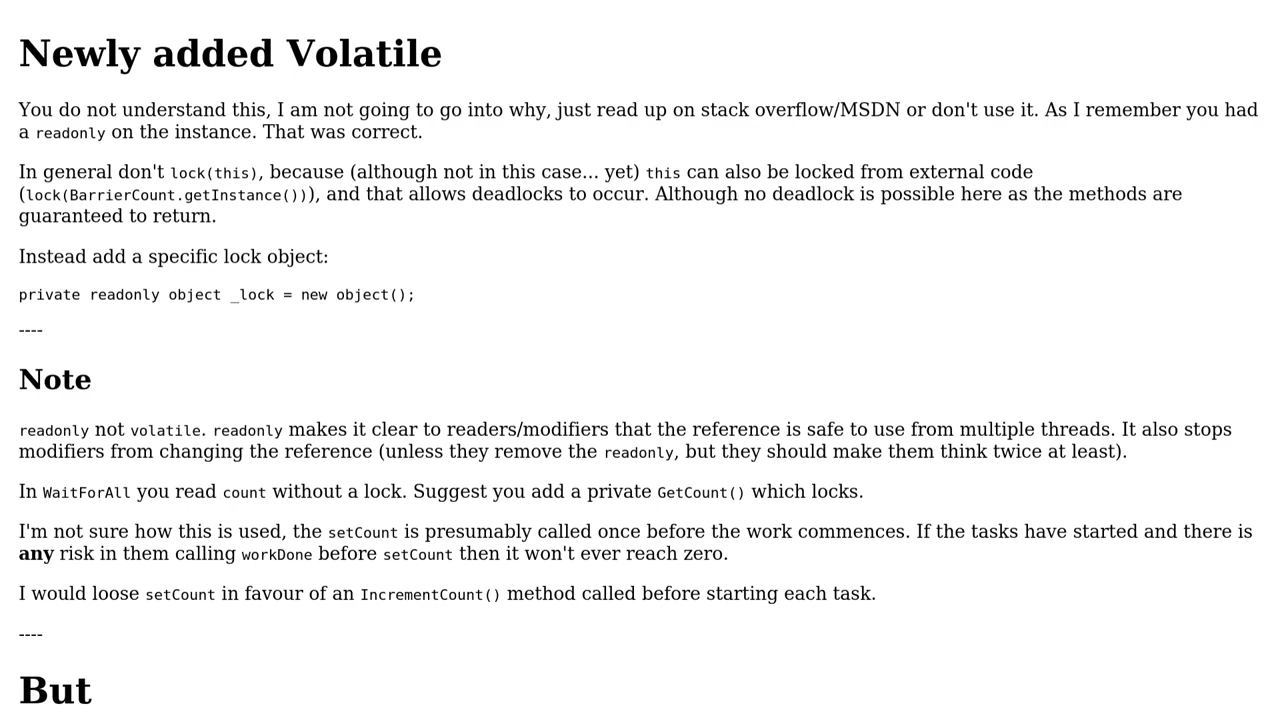 Newly added Volatile
You do not understand this, I am not going to go into why, just read up on stack overflow/MSDN or don't use it. As I remember you had
a readonly on the instance. That was correct.
In general don't lock(this), because (although not in this case... yet) this can also be locked from external code
(lock(BarrierCount.getInstance())), and that allows deadlocks to occur. Although no deadlock is possible here as the methods are
guaranteed to return.
Instead add a specific lock object:
private readonly object _lock = new object();
----
Note
readonly not volatile. readonly makes it clear to readers/modifiers that the reference is safe to use from multiple threads. It also stops
modifiers from changing the reference (unless they remove the readonly, but they should make them think twice at least).
In WaitForAll you read count without a lock. Suggest you add a private GetCount() which locks.
I'm not sure how this is used, the setCount is presumably called once before the work commences. If the tasks have started and there is
any risk in them calling workDone before setCount then it won't ever reach zero.
I would loose setCount in favour of an IncrementCount() method called before starting each task.
----
But